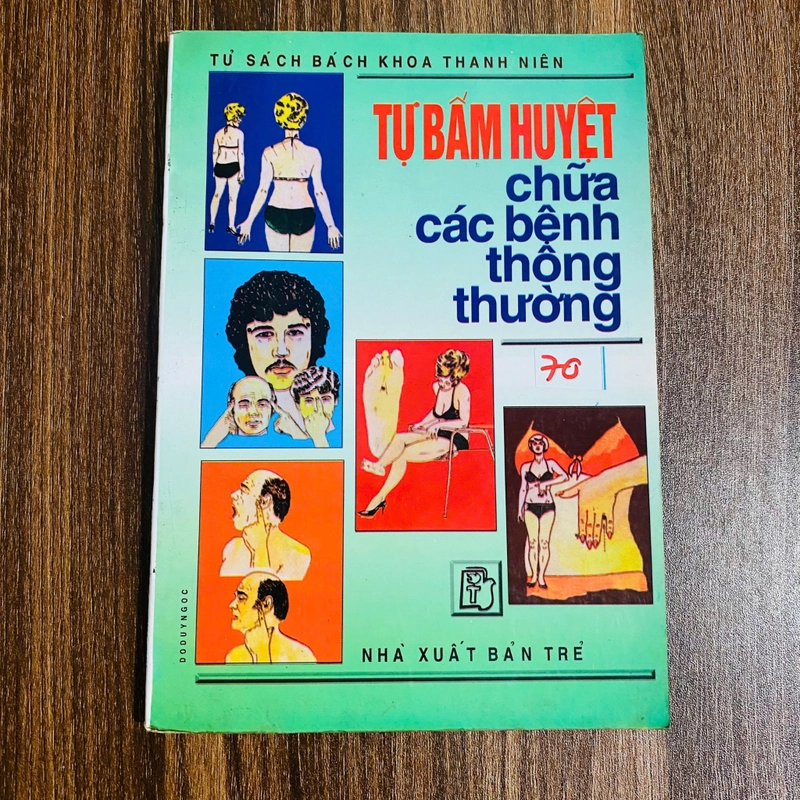 TỦ SÁCH BÁCH KHOA THANH NIÊN
TỰ BẤM HUYỆT
chữa
các bệnh
thông
thường
70
NHÀ XUẤT BẢN TRẺ
DODUYNGOC